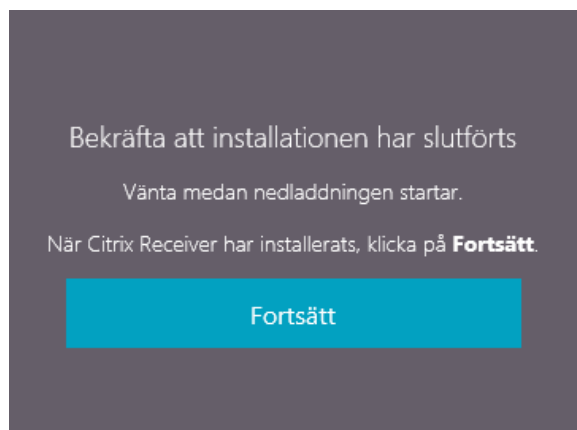 Bekräfta att installationen har slutförts
Vänta medan nedladdningen startar.
När Citrix Receiver har installerats, klicka på Fortsätt.
Fortsätt